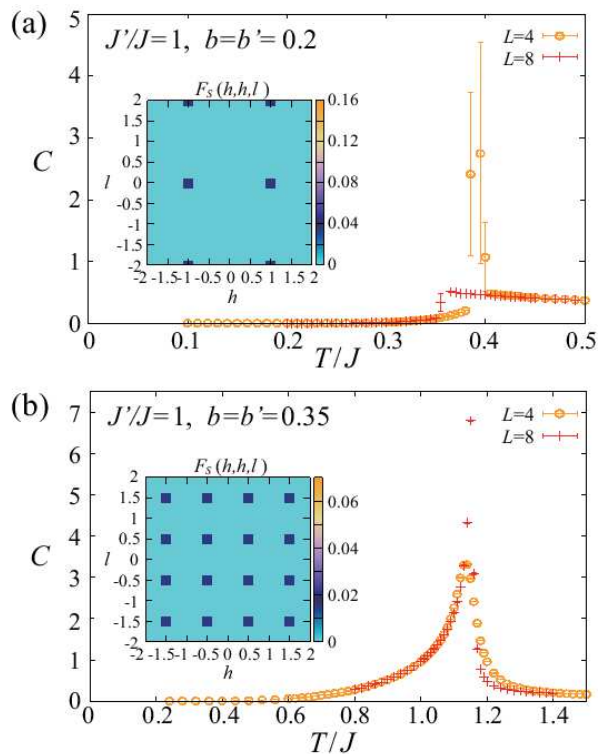 (a)
J'/J=1, b=b'=0.2
L=4
L=8
F_S (h,h,l)
2
1.5
1
0.5
0
-0.5
-1
-1.5
-2
l
-2 -1.5 -1 -0.5 0 0.5 1 1.5 2
h
0.16
0.12
0.08
0.04
0
5
4
3
2
1
0
C
0 0.1 0.2 0.3 0.4 0.5
T/J
(b)
J'/J=1, b=b'=0.35
L=4
L=8
F_S (h,h,l)
2
1.5
1
0.5
0
-0.5
-1
-1.5
-2
l
-2 -1.5 -1 -0.5 0 0.5 1 1.5 2
h
0.06
0.04
0.02
0
7
6
5
4
3
2
1
0
C
0 0.2 0.4 0.6 0.8 1.0 1.2 1.4
T/J